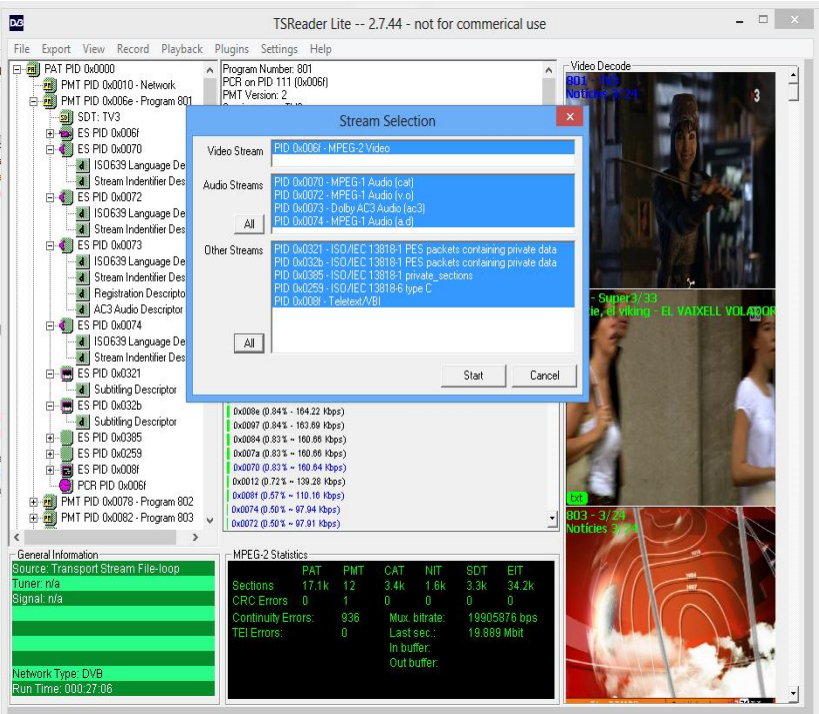 TSReader Lite -- 2.7.44 - not for commerical use
File Export View Record Playback Plugins Settings Help
PAT PID 0x0000
PMT PID 0x0010 - Network
PMT PID 0x006e - Program 801
SDT: TV3
ES PID 0x006f
ES PID 0x0070
ISO639 Language De
Stream Indentifier Des
ES PID 0x0072
ISO639 Language De
Stream Indentifier Des
ES PID 0x0073
ISO639 Language De
Stream Indentifier Des
Registration Descripto
AC3 Audio Descriptor
ES PID 0x0074
ISO639 Language De
Stream Indentifier Des
ES PID 0x0321
Subtitling Descriptor
ES PID 0x032b
Subtitling Descriptor
ES PID 0x0385
ES PID 0x0259
ES PID 0x008f
PCR PID 0x006f
PMT PID 0x0078 - Program 802
PMT PID 0x0082 - Program 803
Program Number: 801
PCR on PID 111 (0x006f)
PMT Version: 2
Stream Selection
Video Stream
PID 0x006f - MPEG-2 Video
Audio Streams
PID 0x0070 - MPEG-1 Audio (cat)
PID 0x0072 - MPEG-1 Audio (v.o)
PID 0x0073 - Dolby AC3 Audio (ac3)
PID 0x0074 - MPEG-1 Audio (a.d)
All
Other Streams
PID 0x0321 - ISO/IEC 13818-1 PES packets containing private data
PID 0x032b - ISO/IEC 13818-1 PES packets containing private data
PID 0x0385 - ISO/IEC 13818-1 private_sections
PID 0x0259 - ISO/IEC 13818-6 type C
PID 0x008f - Teletext/VBI
All
Start Cancel
0x008e (0.84% - 164.22 Kbps)
0x0097 (0.84% - 163.69 Kbps)
0x0084 (0.83% ~ 160.66 Kbps)
0x007a (0.83% ~ 160.66 Kbps)
0x0070 (0.83% ~ 160.64 Kbps)
0x0012 (0.72% ~ 139.28 Kbps)
0x008f (0.57% ~ 110.16 Kbps)
0x0074 (0.50% ~ 97.94 Kbps)
0x0072 (0.50% ~ 97.91 Kbps)
Video Decode
801 - TV3
Notícies 3/24
3
- Super3/33
ie, el viking - EL VAIXELL VOLADOR
txt
803 - 3/24
Notícies 3/24
General Information
Source: Transport Stream File-loop
Tuner: n/a
Signal: n/a
Network Type: DVB
Run Time: 000:27:06
MPEG-2 Statistics
PAT PMT CAT NIT SDT EIT
Sections 17.1k 12 3.4k 1.6k 3.3k 34.2k
CRC Errors 0 1 0 0 0 0
Continuity Errors: 936 Mux. bitrate: 19905876 bps
TEI Errors: 0 Last sec.: 19.889 Mbit
In buffer:
Out buffer: